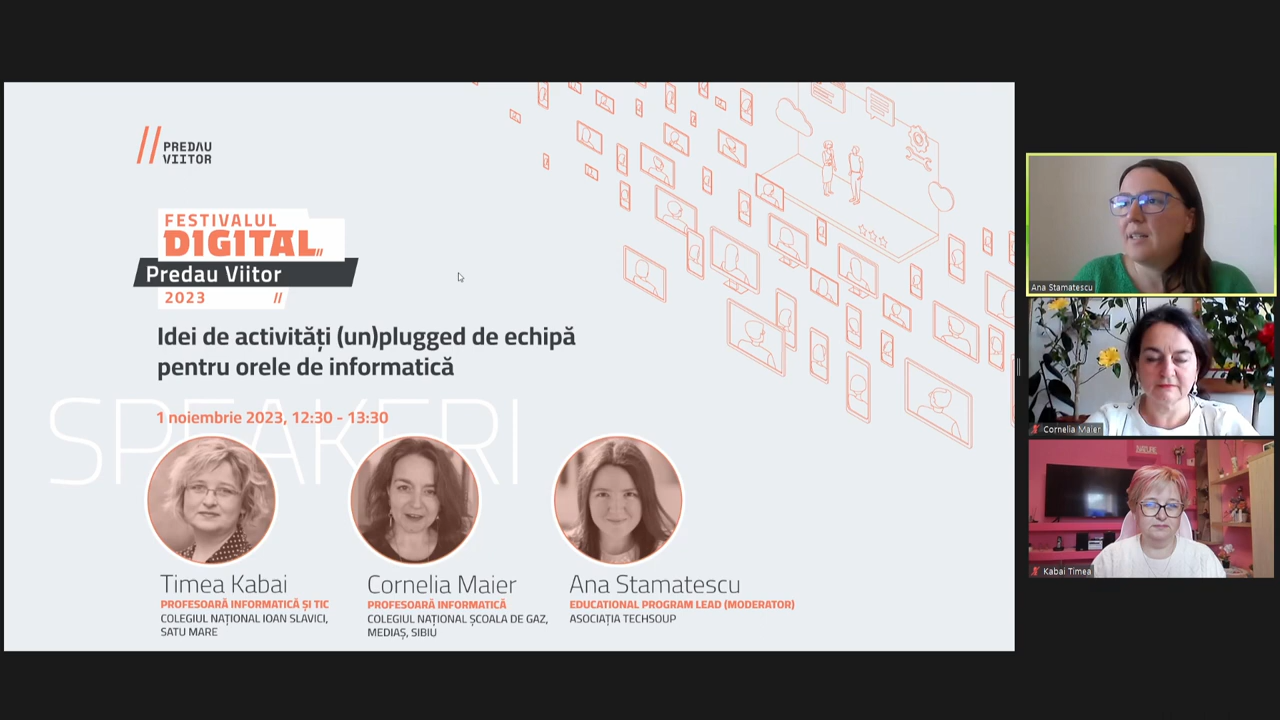 PREDAU
VIITOR
FESTIVALUL
DIGITAL//
Predau Viitor
2023 //
Idei de activități (un)plugged de echipă
pentru orele de informatică
SPEAKERI
1 noiembrie 2023, 12:30 - 13:30
Timea Kabai
PROFESOARĂ INFORMATICĂ ȘI TIC
COLEGIUL NAȚIONAL IOAN SLAVICI,
SATU MARE
Cornelia Maier
PROFESOARĂ INFORMATICĂ
COLEGIUL NAȚIONAL ȘCOALA DE GAZ,
MEDIAȘ, SIBIU
Ana Stamatescu
EDUCATIONAL PROGRAM LEAD (MODERATOR)
ASOCIAȚIA TECHSOUP
Ana Stamatescu
Cornelia Maier
Kabai Timea